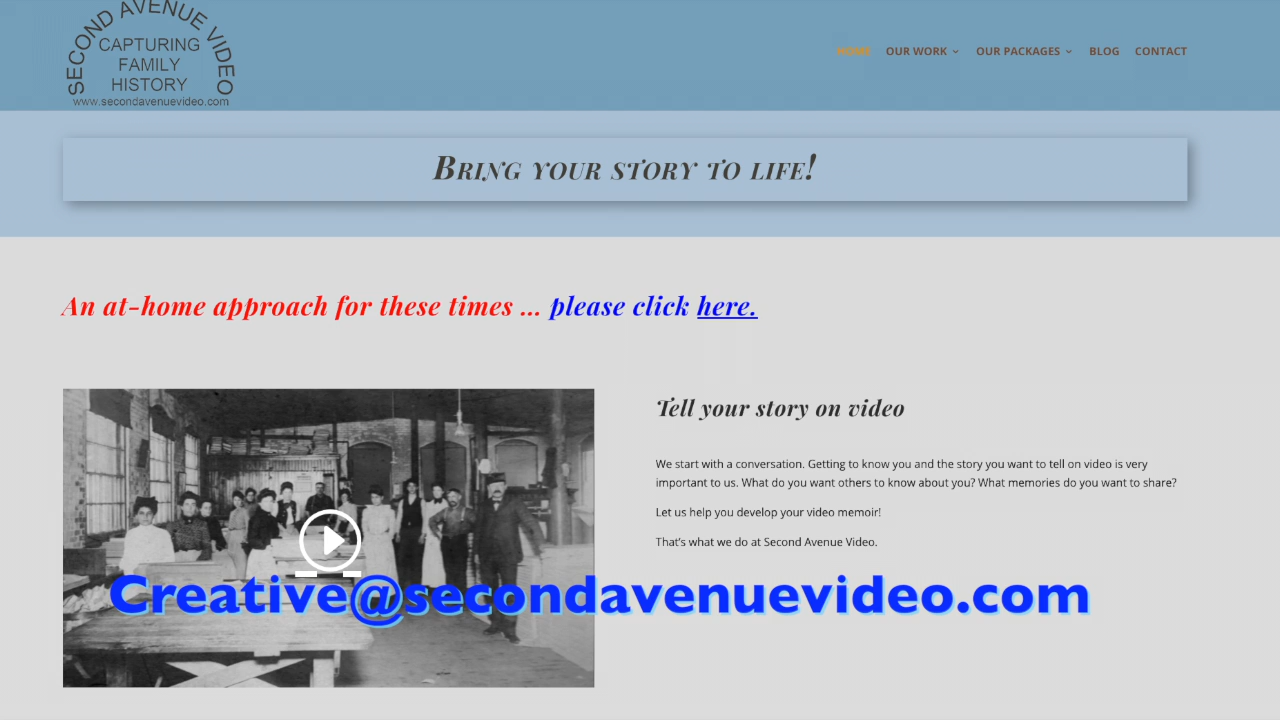 SECOND AVENUE VIDEO
CAPTURING
FAMILY
HISTORY
www.secondavenuevideo.com
HOME OUR WORK OUR PACKAGES BLOG CONTACT
BRING YOUR STORY TO LIFE!
An at-home approach for these times ... please click here.
Tell your story on video
We start with a conversation. Getting to know you and the story you want to tell on video is very
important to us. What do you want others to know about you? What memories do you want to share?
Let us help you develop your video memoir!
That's what we do at Second Avenue Video.
Creative@secondavenuevideo.com